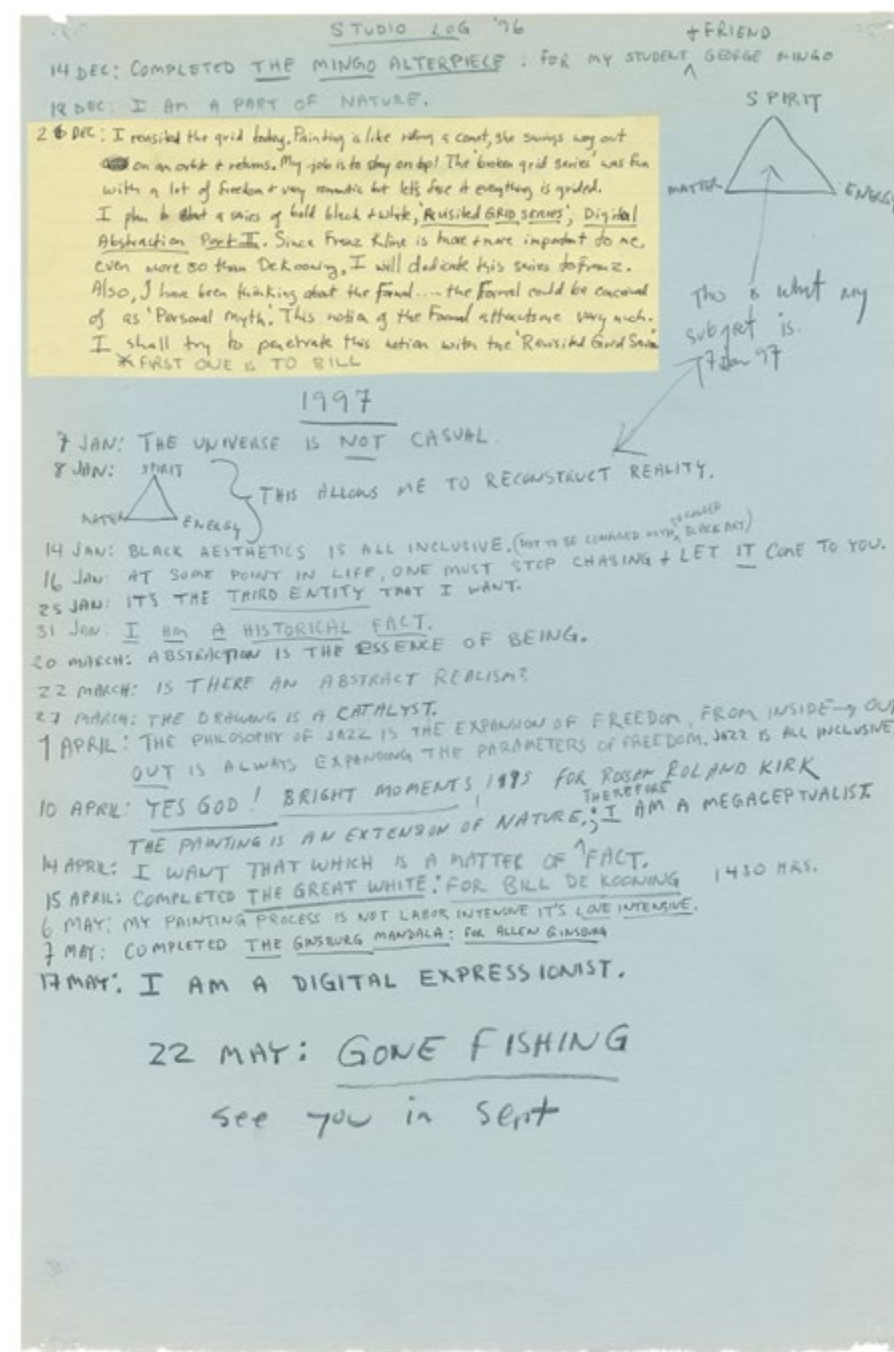 STUDIO LOG '96
14 DEC: COMPLETED THE MINGO ALTERPIECE: FOR MY STUDENT + FRIEND GEORGE MINGO
18 DEC: I AM A PART OF NATURE.
SPIRIT
MATTER
ENERGY
This is what my
subject is.
7 Jan 97
26 DEC: I revisited the grid today. Painting is like riding a comet, she swings way out
on an orbit + returns. My job is to stay on top! The 'broken grid series' was fun
with a lot of freedom + very romantic but lets face it everything is grided.
I plan to start a series of bold black + white, 'Revisited GRID SERIES', Digital
Abstraction Part II. Since Franz Kline is more + more important to me,
even more so than DeKooning, I will dedicate this series to Franz.
Also, I have been thinking about the Formal.... the Formal could be conceived
of as 'Personal Myth'. This notion of the Formal attracts me very much.
I shall try to penetrate this notion with the 'Revisited Grid Series'
* FIRST ONE IS TO BILL
1997
7 JAN: THE UNIVERSE IS NOT CASUAL.
8 JAN: SPIRIT
MATTER
ENERGY
THIS ALLOWS ME TO RECONSTRUCT REALITY.
14 JAN: BLACK AESTHETICS IS ALL INCLUSIVE. (NOT TO BE CONFUSED WITH SO CALLED BLACK ART)
16 JAN: AT SOME POINT IN LIFE, ONE MUST STOP CHASING + LET IT COME TO YOU.
25 JAN: IT'S THE THIRD ENTITY THAT I WANT.
31 JAN: I AM A HISTORICAL FACT.
20 MARCH: ABSTRACTION IS THE ESSENCE OF BEING.
22 MARCH: IS THERE AN ABSTRACT REALISM?
27 MARCH: THE DRAWING IS A CATALYST.
1 APRIL: THE PHILOSOPHY OF JAZZ IS THE EXPANSION OF FREEDOM, FROM INSIDE → OUT
OUT IS ALWAYS EXPANDING THE PARAMETERS OF FREEDOM. JAZZ IS ALL INCLUSIVE
10 APRIL: YES GOD! BRIGHT MOMENTS 1995 FOR ROLAND KIRK
THE PAINTING IS AN EXTENSION OF NATURE; THEREFORE I AM A MEGACEPTUALIST.
14 APRIL: I WANT THAT WHICH IS A MATTER OF FACT.
15 APRIL: COMPLETED THE GREAT WHITE: FOR BILL DE KOONING 1430 HRS.
6 MAY: MY PAINTING PROCESS IS NOT LABOR INTENSIVE IT'S LOVE INTENSIVE.
7 MAY: COMPLETED THE GINSBURG MANDALA: FOR ALLEN GINSBURG
17 MAY: I AM A DIGITAL EXPRESSIONIST.
22 MAY: GONE FISHING
see you in Sept